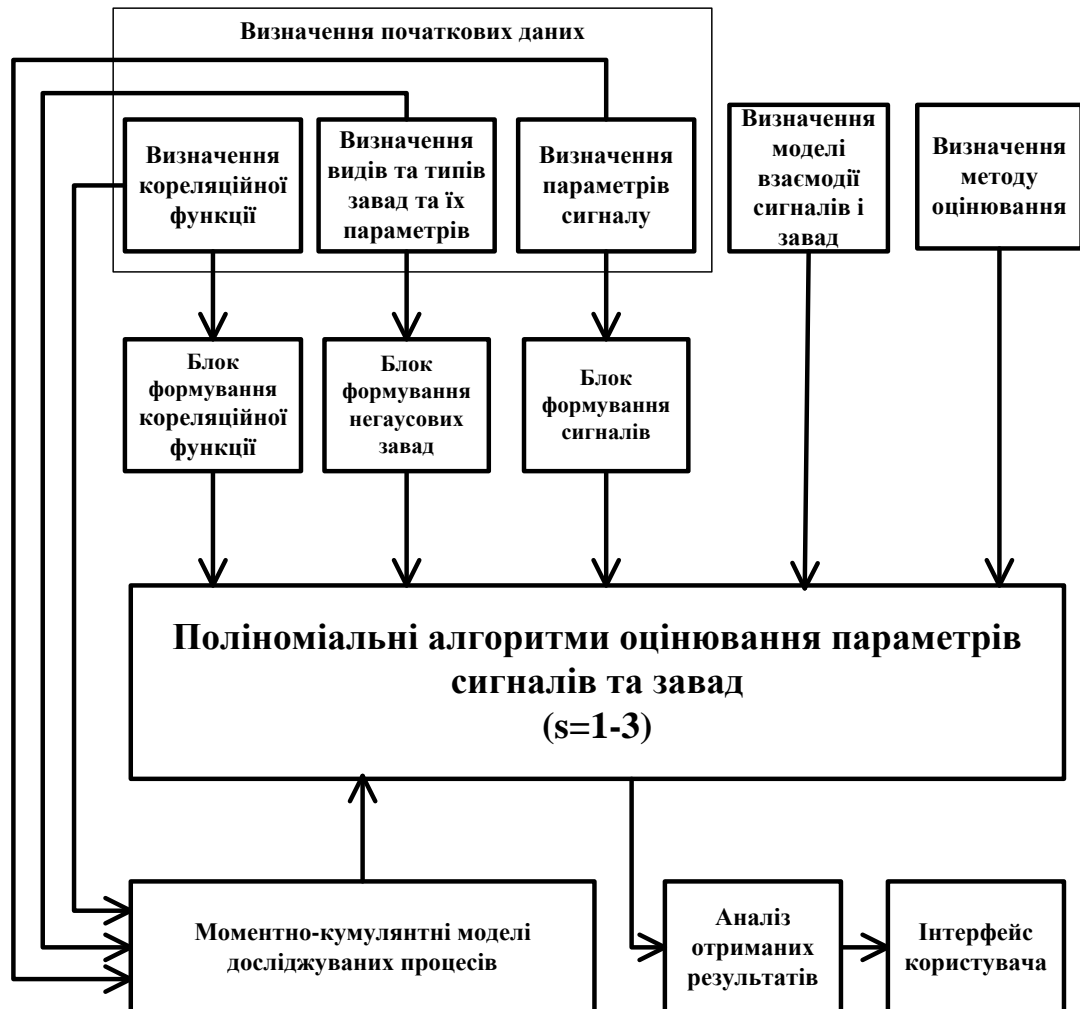 Визначення початкових даних
Визначення
кореляційної
функції
Визначення
видів та типів
завад та їх
параметрів
Визначення
параметрів
сигналу
Визначення
моделі
взаємодії
сигналів і
завад
Визначення
методу
оцінювання
Блок
формування
кореляційної
функції
Блок
формування
негаусових
завад
Блок
формування
сигналів
Поліноміальні алгоритми оцінювання параметрів
сигналів та завад
(s=1-3)
Моментно-кумулянтні моделі
досліджуваних процесів
Аналіз
отриманих
результатів
Інтерфейс
користувача